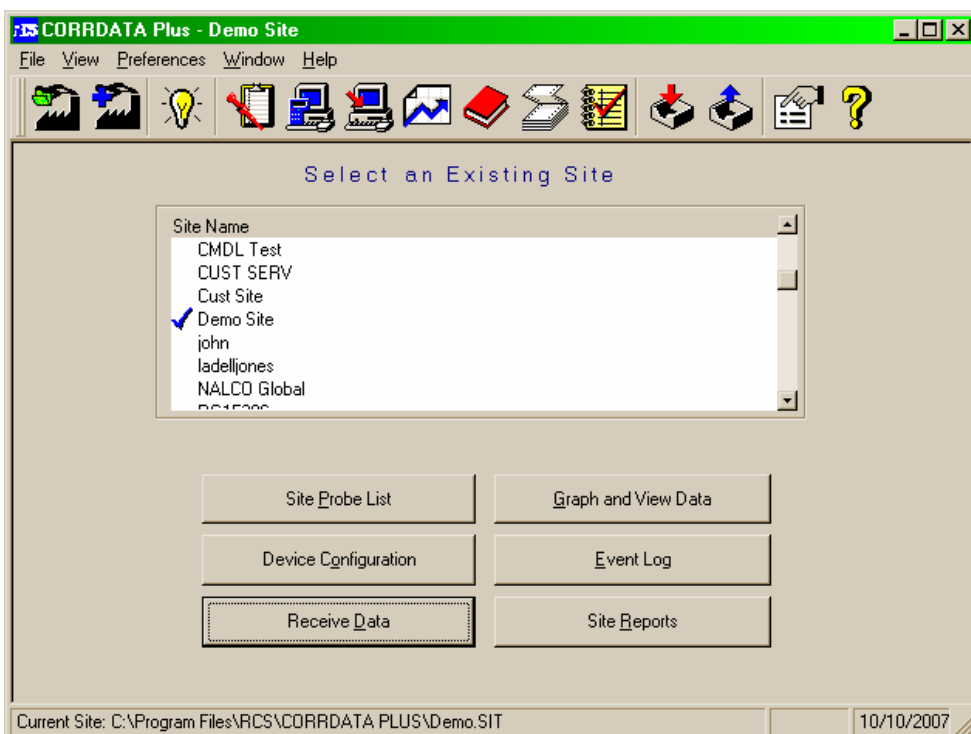 RCS CORRDATA Plus - Demo Site
File View Preferences Window Help
Select an Existing Site
Site Name
CMDL Test
CUST SERV
Cust Site
Demo Site
john
ladelljones
NALCO Global
Site Probe List
Graph and View Data
Device Configuration
Event Log
Receive Data
Site Reports
Current Site: C:\Program Files\RCS\CORRDATA PLUS\Demo.SIT
10/10/2007